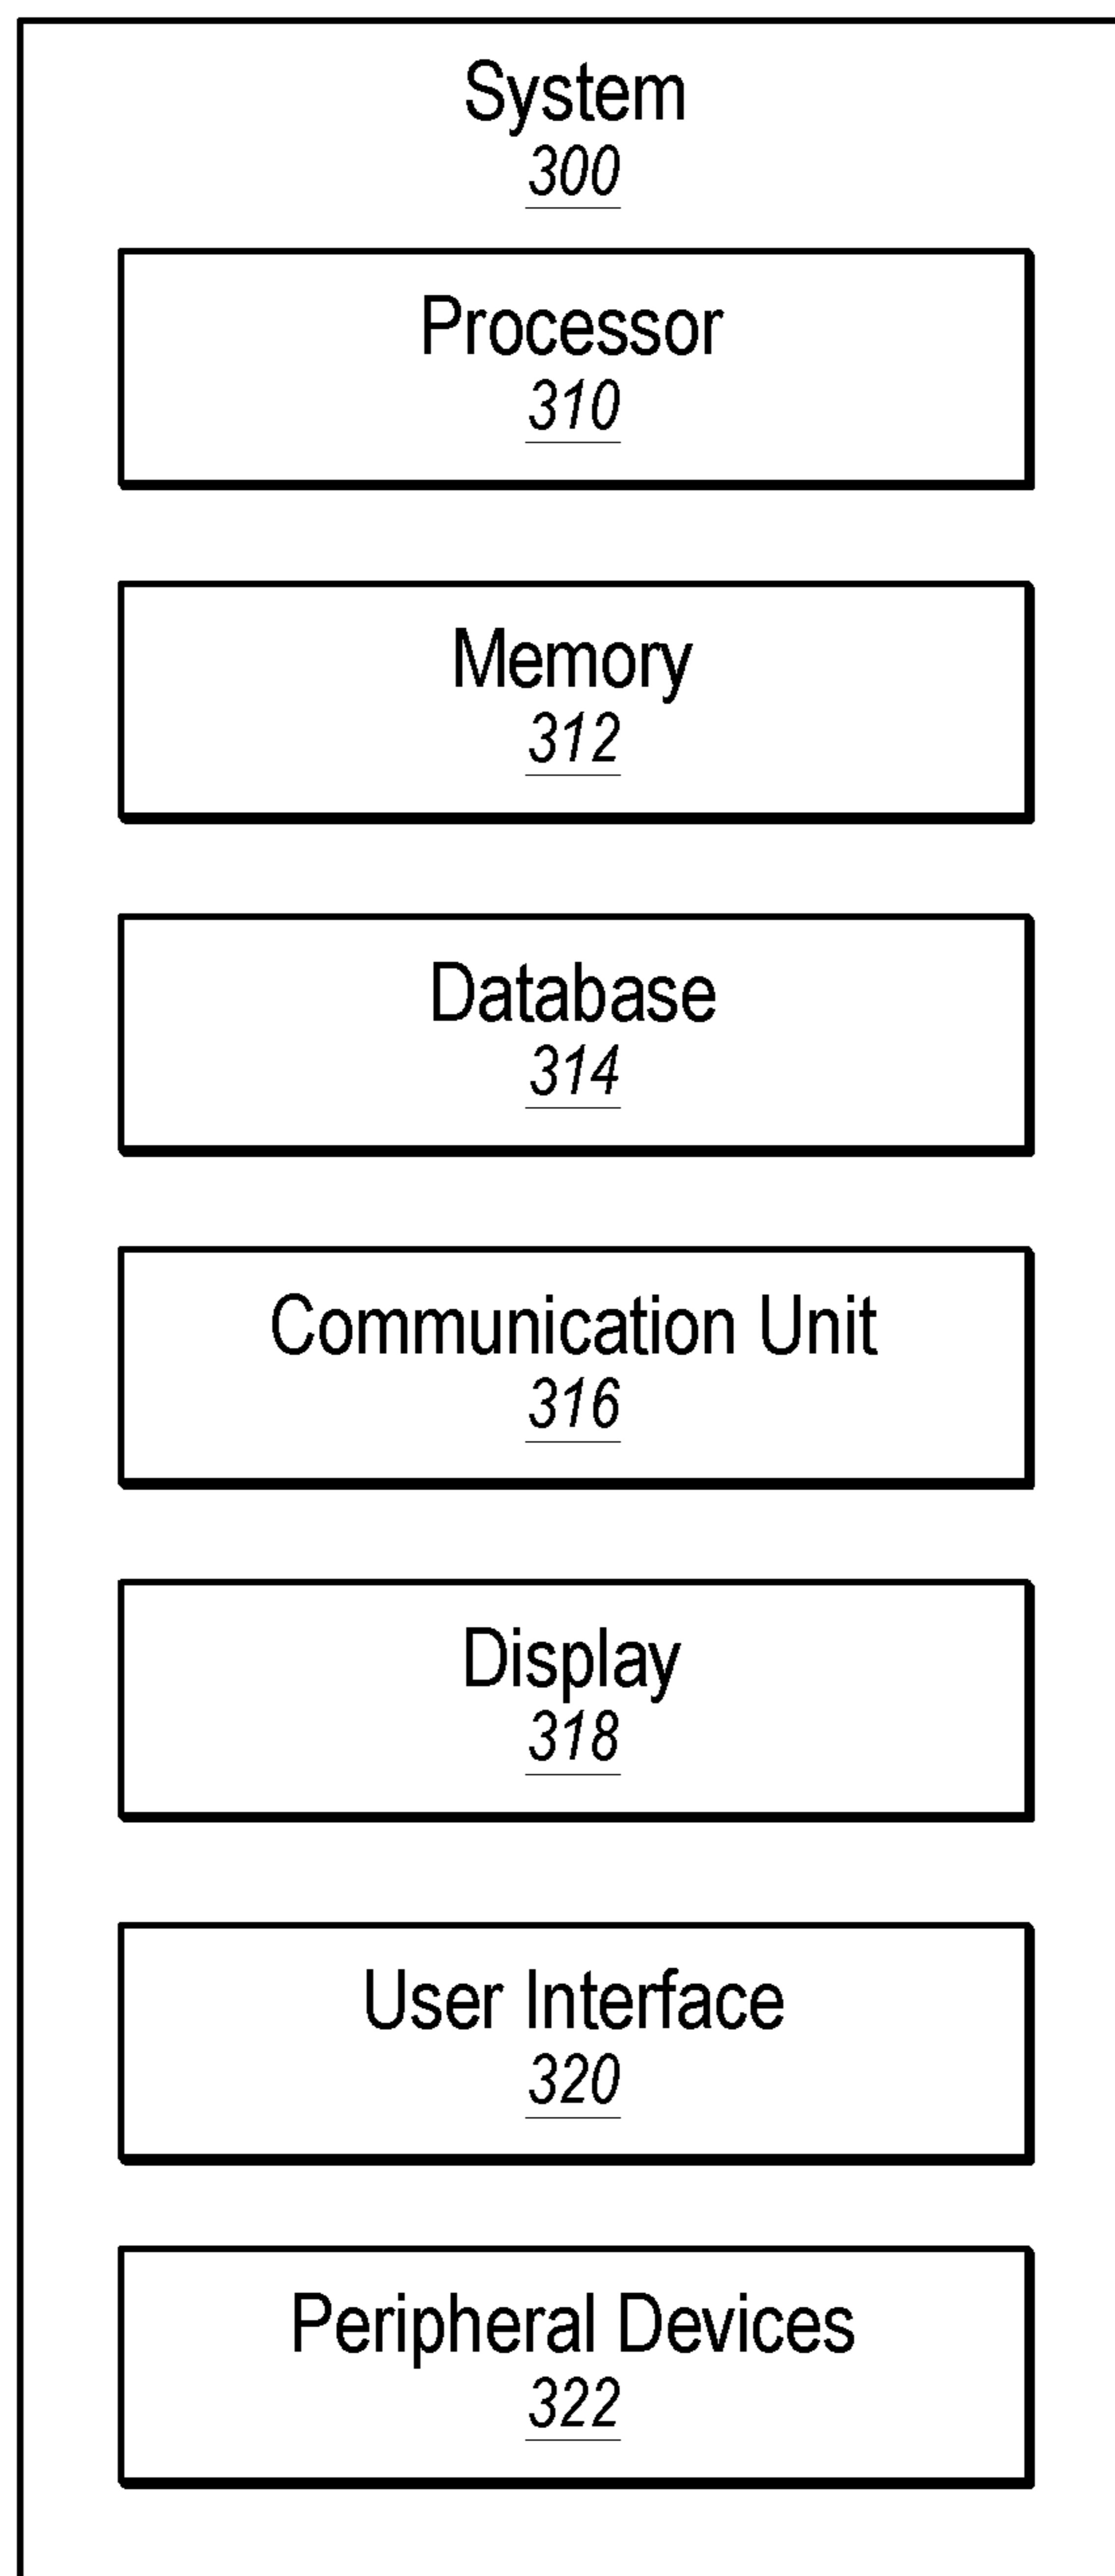 System
300
Processor
310
Memory
312
Database
314
Communication Unit
316
Display
318
User Interface
320
Peripheral Devices
322